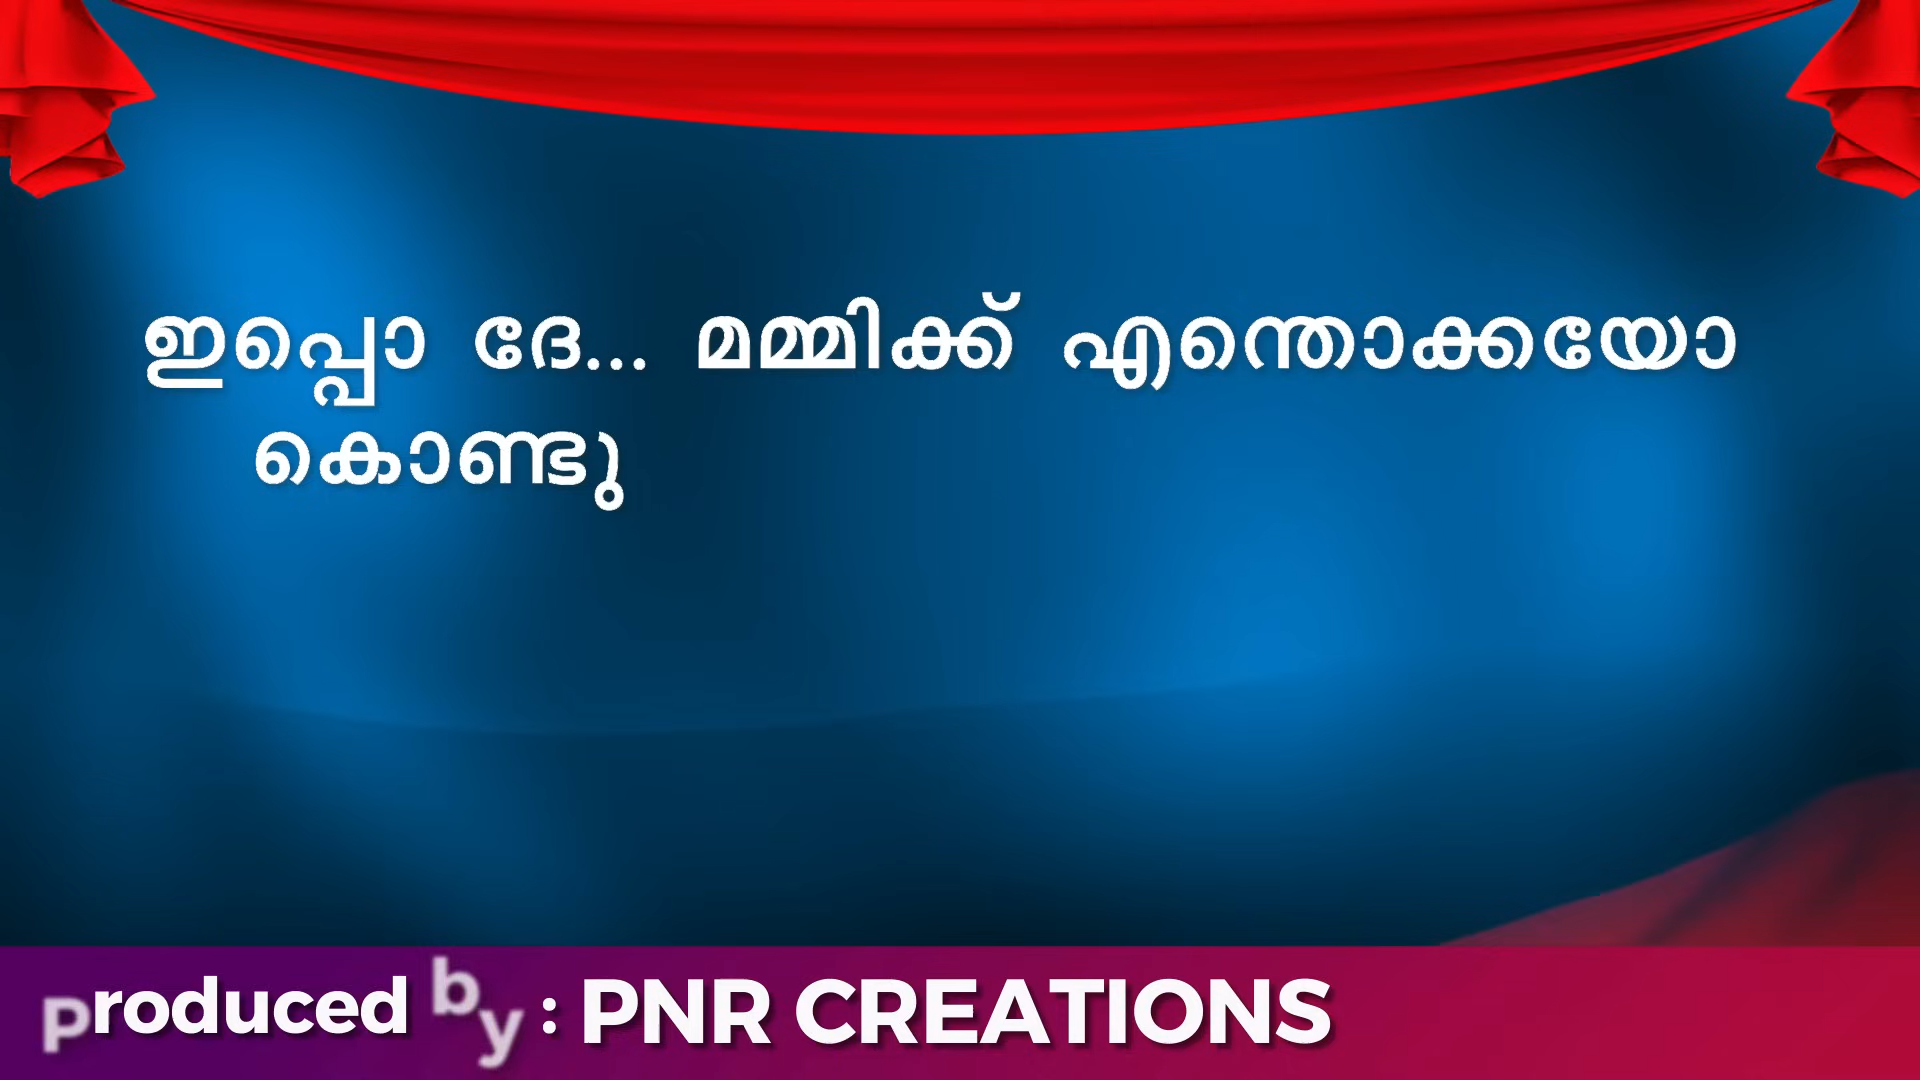 ഇപ്പൊ ദേ... മമ്മിക്ക് എന്തൊക്കയോ
കൊണ്ടു
produced by : PNR CREATIONS